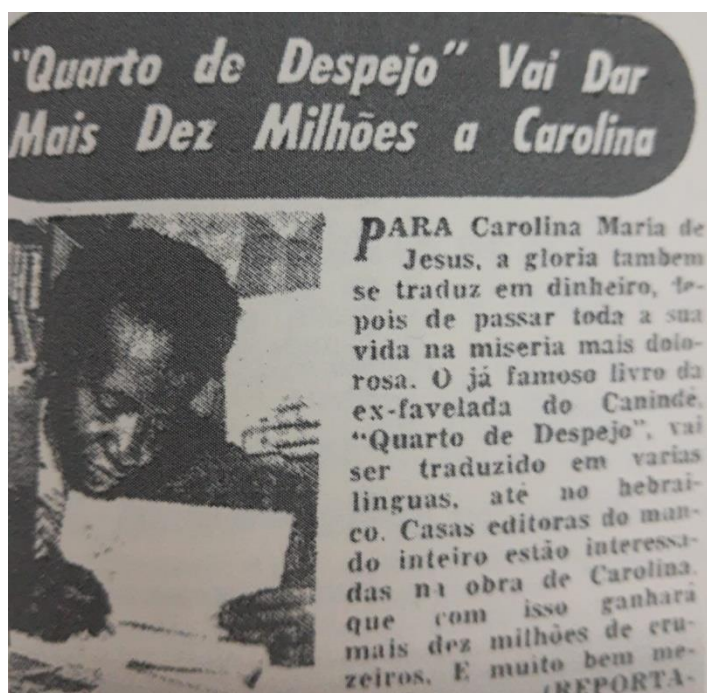 "Quarto de Despejo" Vai Dar
Mais Dez Milhões a Carolina
PARA Carolina Maria de
Jesus, a gloria tambem
se traduz em dinheiro, de-
pois de passar toda a sua
vida na miseria mais dolo-
rosa. O já famoso livro da
ex-favelada do Canindé,
"Quarto de Despejo", vai
ser traduzido em varias
linguas, até no hebrai-
co. Casas editoras do mun-
do inteiro estão interessa-
das na obra de Carolina,
que com isso ganhará
mais dez milhões de cru-
zeiros. E muito bem me-
(REPORTA-